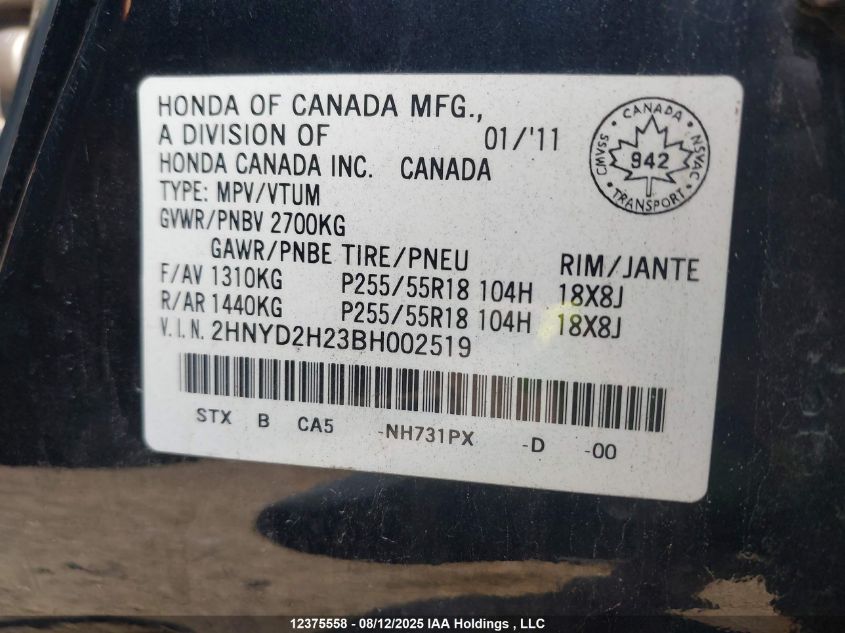 HONDA OF CANADA MFG.,
A DIVISION OF 01/'11
HONDA CANADA INC. CANADA
TYPE: MPV/VTUM
GVWR/PNBV 2700KG
GAWR/PNBE TIRE/PNEU RIM/JANTE
F/AV 1310KG P255/55R18 104H 18X8J
R/AR 1440KG P255/55R18 104H 18X8J
V.I.N. 2HNYD2H23BH002519
STX B CA5 -NH731PX -D -00
CANADA
CMVSS 942 NSVAC
TRANSPORT
12375558 - 08/12/2025 IAA Holdings , LLC